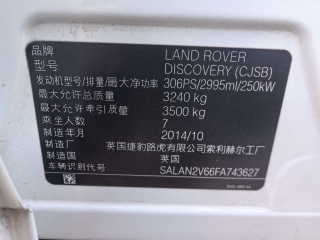 品牌 LAND ROVER
型号 DISCOVERY (CJSB)
发动机型号/排量/最大净功率 306PS/2995ml/250kW
最大允许总质量 3240 kg
最大允许牵引质量 3500 kg
乘坐人数 7
制造年月 2014/10
制造厂 英国捷豹路虎有限公司索利赫尔工厂
制造国 英国
车辆识别代号 SALAN2V66FA743627